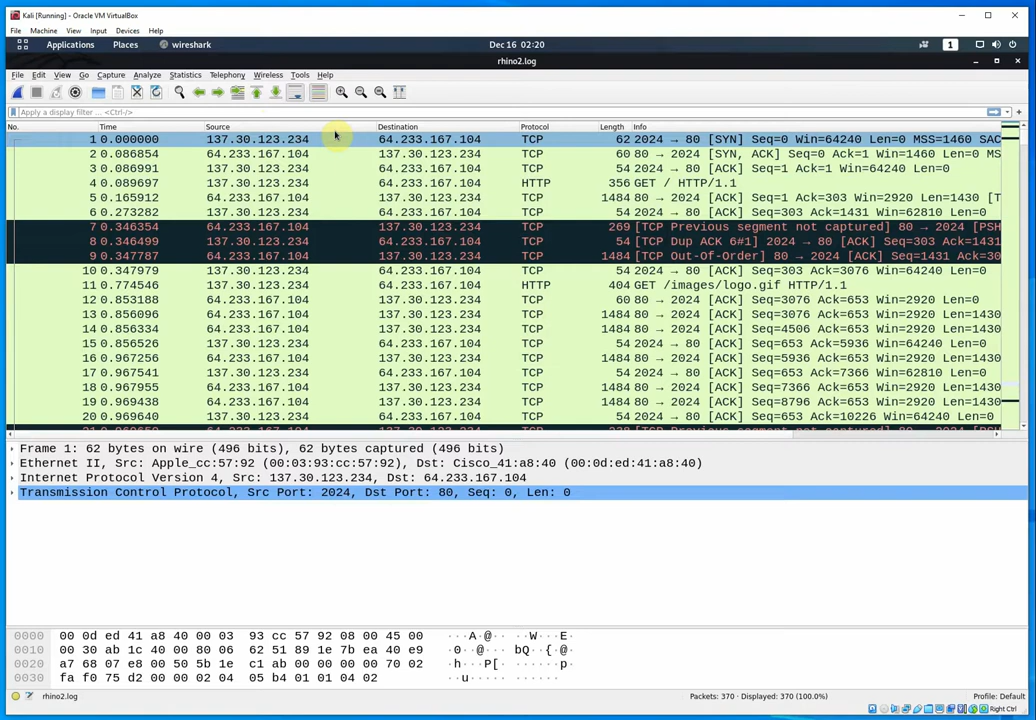 Kali [Running] - Oracle VM VirtualBox
File Machine View Input Devices Help
Applications Places wireshark Dec 16 02:20 1
rhino2.log
File Edit View Go Capture Analyze Statistics Telephony Wireless Tools Help
Apply a display filter ... <Ctrl-/>
No. Time Source Destination Protocol Length Info
1 0.000000 137.30.123.234 64.233.167.104 TCP 62 2024 → 80 [SYN] Seq=0 Win=64240 Len=0 MSS=1460 SAC
2 0.086854 64.233.167.104 137.30.123.234 TCP 60 80 → 2024 [SYN, ACK] Seq=0 Ack=1 Win=1460 Len=0 MS
3 0.086991 137.30.123.234 64.233.167.104 TCP 54 2024 → 80 [ACK] Seq=1 Ack=1 Win=64240 Len=0
4 0.089697 137.30.123.234 64.233.167.104 HTTP 356 GET / HTTP/1.1
5 0.165912 64.233.167.104 137.30.123.234 TCP 1484 80 → 2024 [ACK] Seq=1 Ack=303 Win=2920 Len=1430 [T
6 0.273282 137.30.123.234 64.233.167.104 TCP 54 2024 → 80 [ACK] Seq=303 Ack=1431 Win=62810 Len=0
7 0.346354 64.233.167.104 137.30.123.234 TCP 269 [TCP Previous segment not captured] 80 → 2024 [PSH
8 0.346499 137.30.123.234 64.233.167.104 TCP 54 [TCP Dup ACK 6#1] 2024 → 80 [ACK] Seq=303 Ack=1431
9 0.347787 64.233.167.104 137.30.123.234 TCP 1484 [TCP Out-Of-Order] 80 → 2024 [ACK] Seq=1431 Ack=30
10 0.347979 137.30.123.234 64.233.167.104 TCP 54 2024 → 80 [ACK] Seq=303 Ack=3076 Win=64240 Len=0
11 0.774546 137.30.123.234 64.233.167.104 HTTP 404 GET /images/logo.gif HTTP/1.1
12 0.853188 64.233.167.104 137.30.123.234 TCP 60 80 → 2024 [ACK] Seq=3076 Ack=653 Win=2920 Len=0
13 0.856096 64.233.167.104 137.30.123.234 TCP 1484 80 → 2024 [ACK] Seq=3076 Ack=653 Win=2920 Len=1430
14 0.856334 64.233.167.104 137.30.123.234 TCP 1484 80 → 2024 [ACK] Seq=4506 Ack=653 Win=2920 Len=1430
15 0.856526 137.30.123.234 64.233.167.104 TCP 54 2024 → 80 [ACK] Seq=653 Ack=5936 Win=64240 Len=0
16 0.967256 64.233.167.104 137.30.123.234 TCP 1484 80 → 2024 [ACK] Seq=5936 Ack=653 Win=2920 Len=1430
17 0.967541 137.30.123.234 64.233.167.104 TCP 54 2024 → 80 [ACK] Seq=653 Ack=7366 Win=62810 Len=0
18 0.967955 64.233.167.104 137.30.123.234 TCP 1484 80 → 2024 [ACK] Seq=7366 Ack=653 Win=2920 Len=1430
19 0.969438 64.233.167.104 137.30.123.234 TCP 1484 80 → 2024 [ACK] Seq=8796 Ack=653 Win=2920 Len=1430
20 0.969640 137.30.123.234 64.233.167.104 TCP 54 2024 → 80 [ACK] Seq=653 Ack=10226 Win=64240 Len=0
Frame 1: 62 bytes on wire (496 bits), 62 bytes captured (496 bits)
Ethernet II, Src: Apple_cc:57:92 (00:03:93:cc:57:92), Dst: Cisco_41:a8:40 (00:0d:ed:41:a8:40)
Internet Protocol Version 4, Src: 137.30.123.234, Dst: 64.233.167.104
Transmission Control Protocol, Src Port: 2024, Dst Port: 80, Seq: 0, Len: 0
0000 00 0d ed 41 a8 40 00 03 93 cc 57 92 08 00 45 00 ···A·@·· ··W···E·
0010 00 30 ab 1c 40 00 80 06 62 51 89 1e 7b ea 40 e9 ·0··@··· bQ··{·@·
0020 a7 68 07 e8 00 50 5b 1e c1 ab 00 00 00 00 70 02 ·h···P[· ······p·
0030 fa f0 75 d2 00 00 02 04 05 b4 01 01 04 02 ··u····· ······
rhino2.log Packets: 370 · Displayed: 370 (100.0%) Profile: Default
Right Ctrl